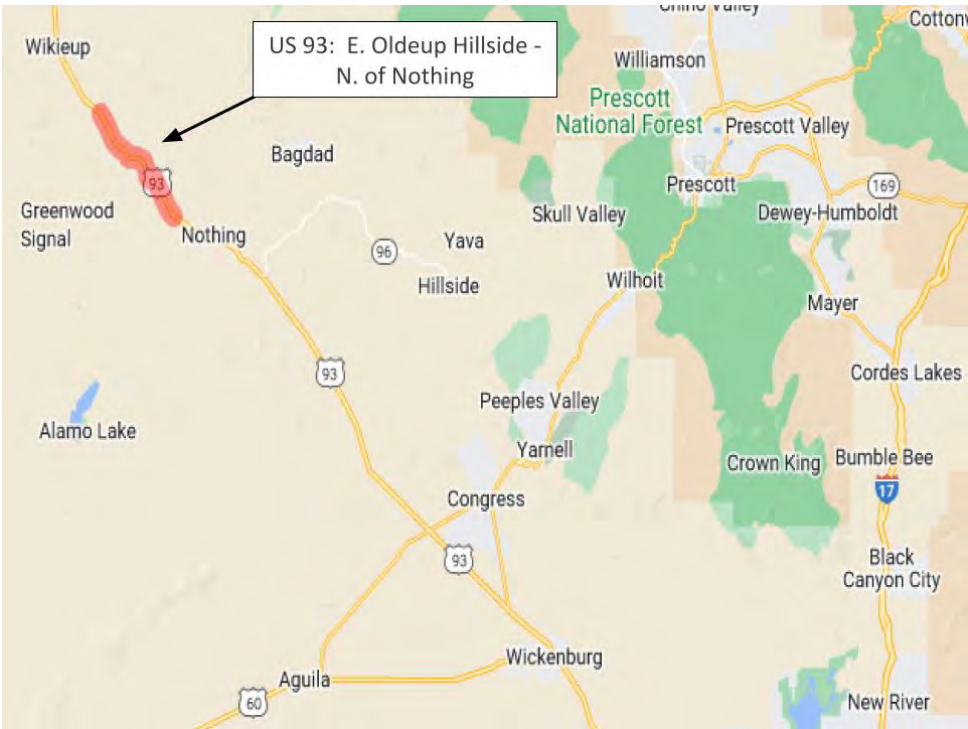 Chino Valley
Cottonw
Wikieup
US 93: E. Oldeup Hillside -
N. of Nothing
Williamson
Prescott
National Forest
Prescott Valley
Bagdad
93
Prescott
169
Greenwood
Signal
Skull Valley
Dewey-Humboldt
Nothing
Yava
96
Hillside
Wilhoit
Mayer
93
Cordes Lakes
Peeples Valley
Alamo Lake
Yarnell
Crown King
Bumble Bee
17
Congress
93
Black
Canyon City
Wickenburg
Aguila
60
New River